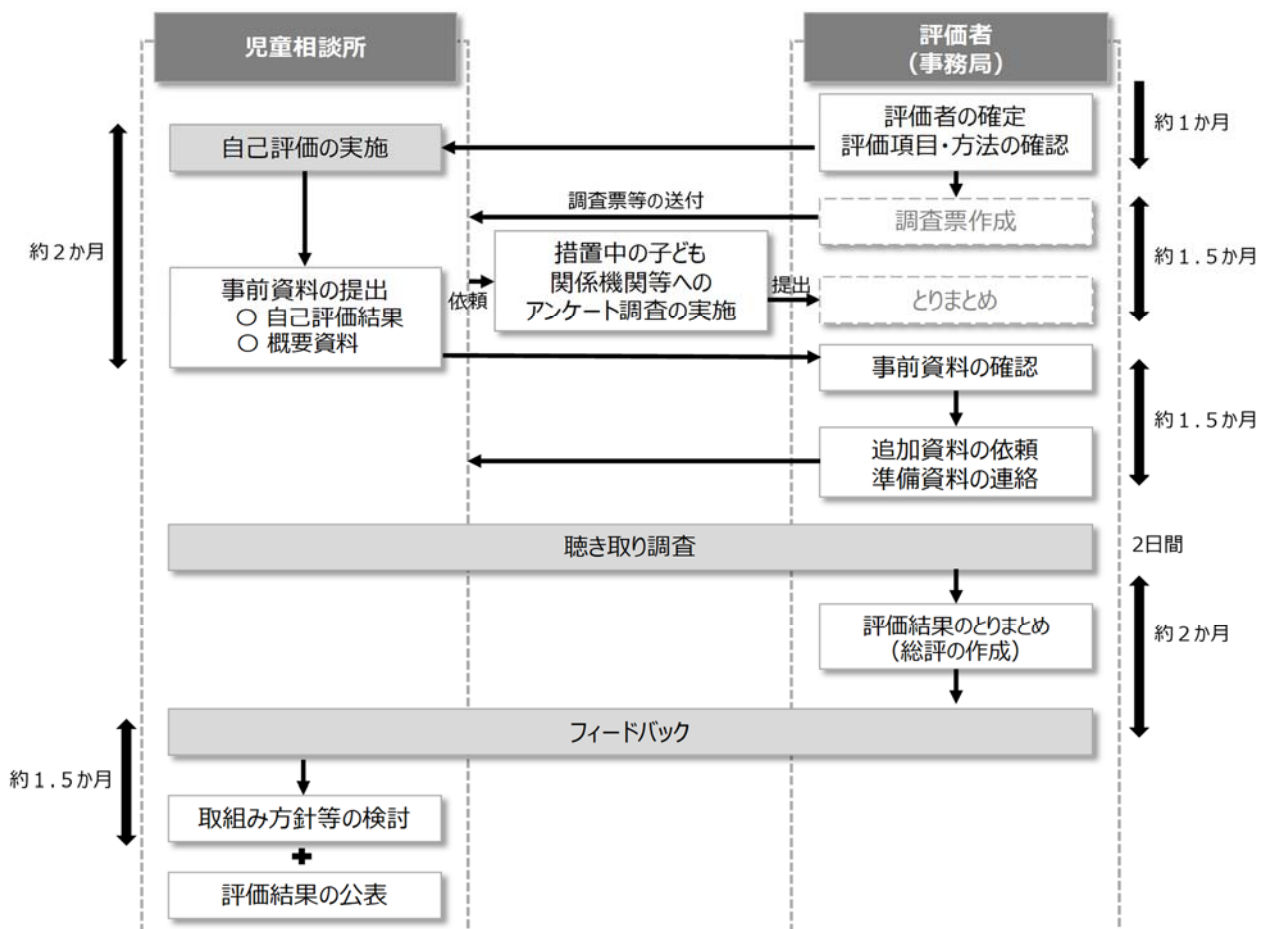 児童相談所
評価者
(事務局)
評価者の確定
評価項目・方法の確認
約1か月
自己評価の実施
調査票等の送付
調査票作成
約2か月
措置中の子ども
関係機関等への
アンケート調査の実施
依頼
提出
約1.5か月
事前資料の提出
○ 自己評価結果
○ 概要資料
とりまとめ
事前資料の確認
約1.5か月
追加資料の依頼
準備資料の連絡
聴き取り調査
2日間
評価結果のとりまとめ
(総評の作成)
約2か月
フィードバック
約1.5か月
取組み方針等の検討
評価結果の公表